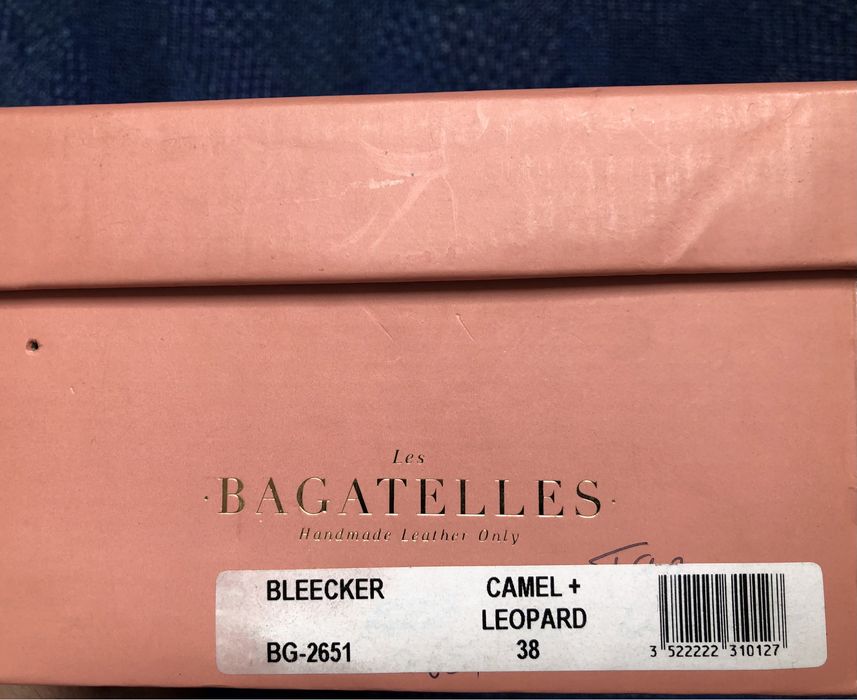 Les
·BAGATELLES·
Handmade Leather Only
BLEECKER CAMEL +
LEOPARD
BG-2651 38
3 522222 310127